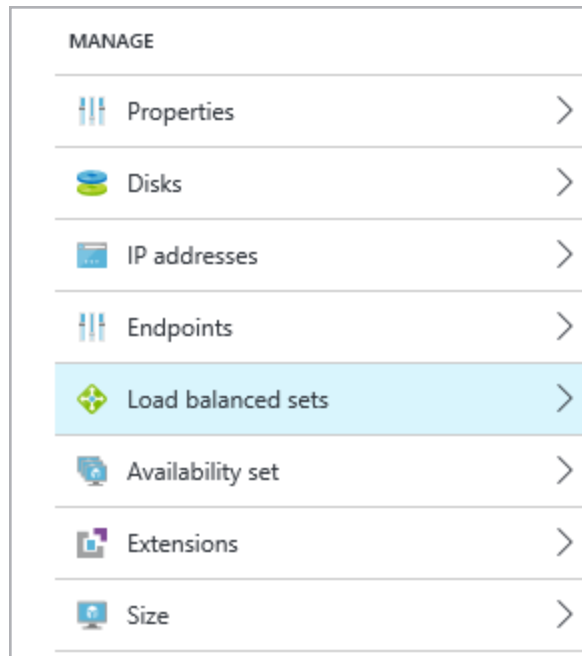 MANAGE
Properties
Disks
IP addresses
Endpoints
Load balanced sets
Availability set
Extensions
Size